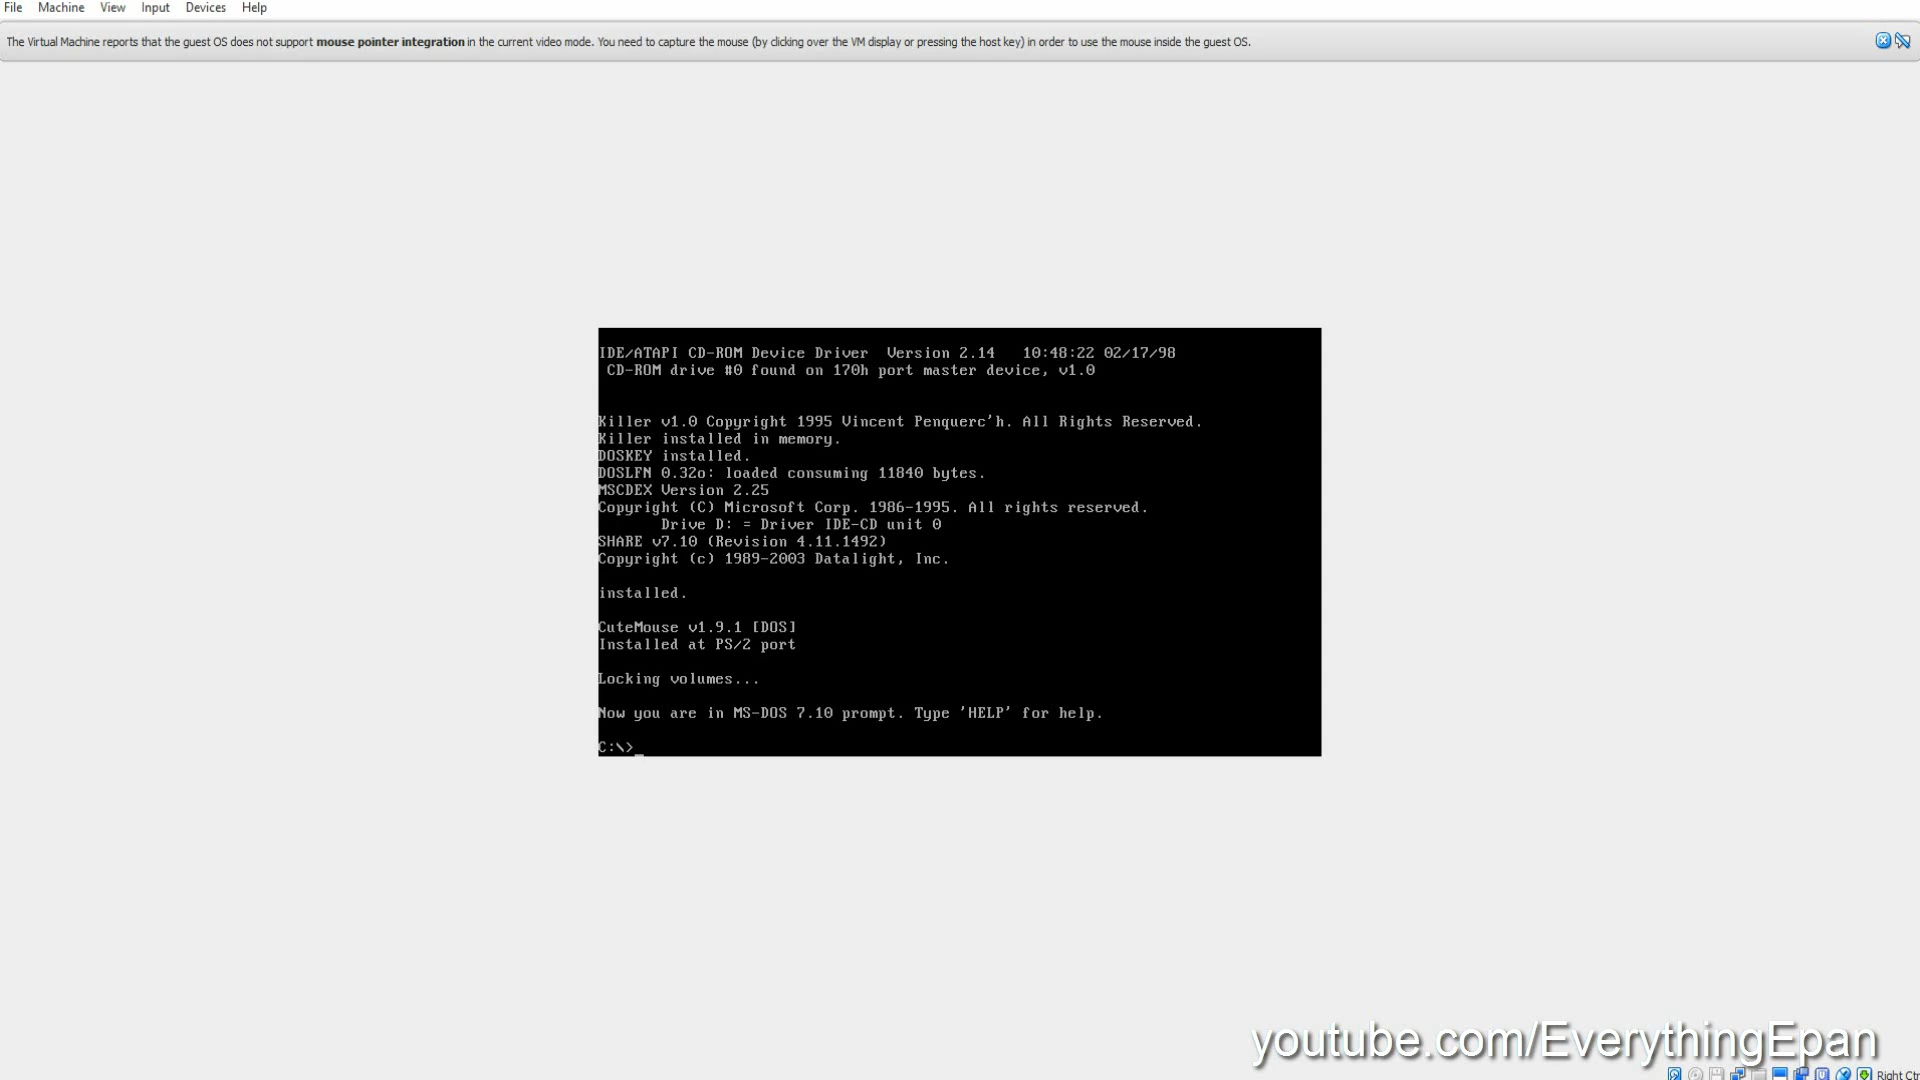 File Machine View Input Devices Help
The Virtual Machine reports that the guest OS does not support mouse pointer integration in the current video mode. You need to capture the mouse (by clicking over the VM display or pressing the host key) in order to use the mouse inside the guest OS.
IDE/ATAPI CD-ROM Device Driver  Version 2.14   10:48:22 02/17/98
CD-ROM drive #0 found on 170h port master device, v1.0
Killer v1.0 Copyright 1995 Vincent Penquerc'h. All Rights Reserved.
Killer installed in memory.
DOSKEY installed.
DOSLFN 0.32o: loaded consuming 11840 bytes.
MSCDEX Version 2.25
Copyright (C) Microsoft Corp. 1986-1995. All rights reserved.
Drive D: = Driver IDE-CD unit 0
SHARE v7.10 (Revision 4.11.1492)
Copyright (c) 1989-2003 Datalight, Inc.
installed.
CuteMouse v1.9.1 [DOS]
Installed at PS/2 port
Locking volumes...
Now you are in MS-DOS 7.10 prompt. Type 'HELP' for help.
C:\>_
youtube.com/EverythingEpan
Right Ctr